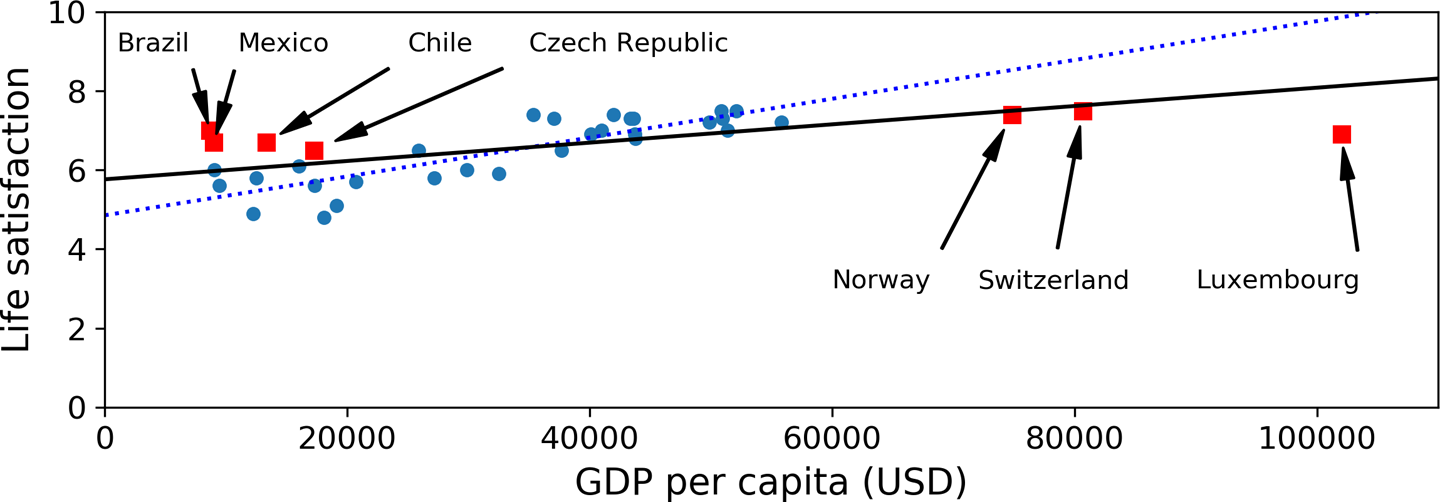 10
Brazil
Mexico
Chile
Czech Republic
8
6
4
Norway
Switzerland
Luxembourg
2
0
Life satisfaction
0
20000
40000
60000
80000
100000
GDP per capita (USD)